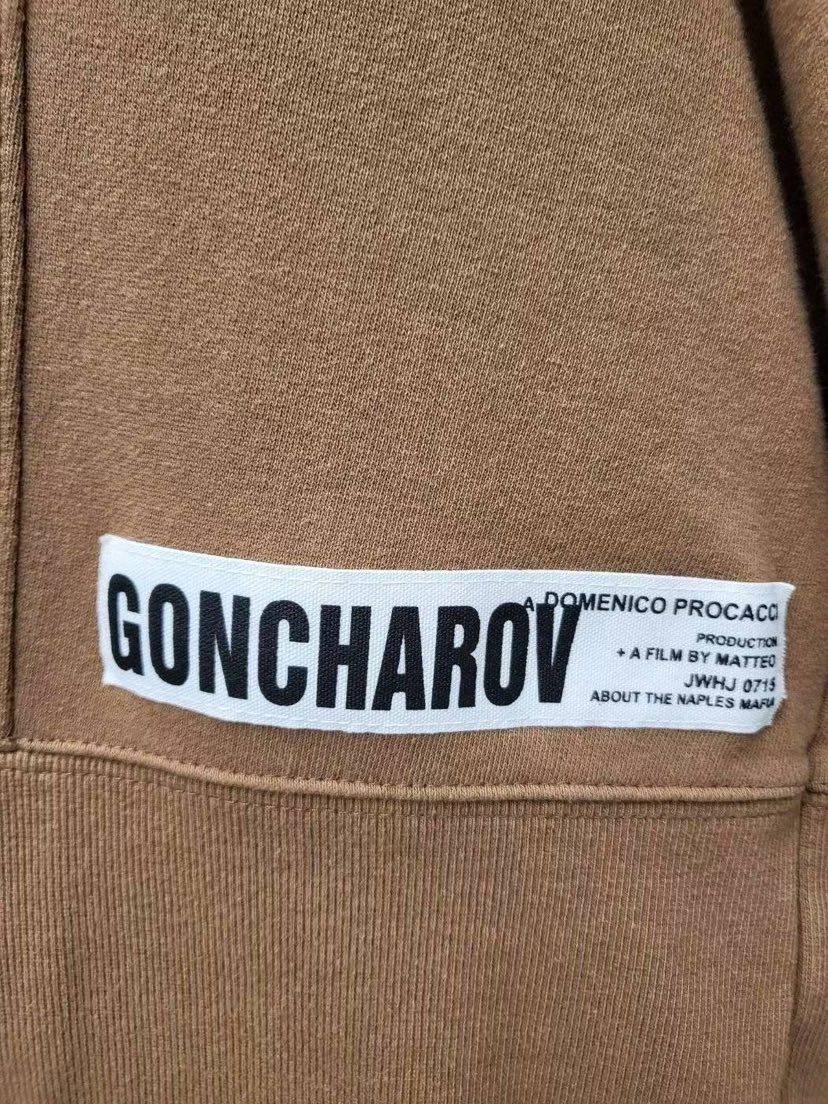 GONCHAROV
A DOMENICO PROCACCI
PRODUCTION
+ A FILM BY MATTEO
JWHJ 0715
ABOUT THE NAPLES MAFIA